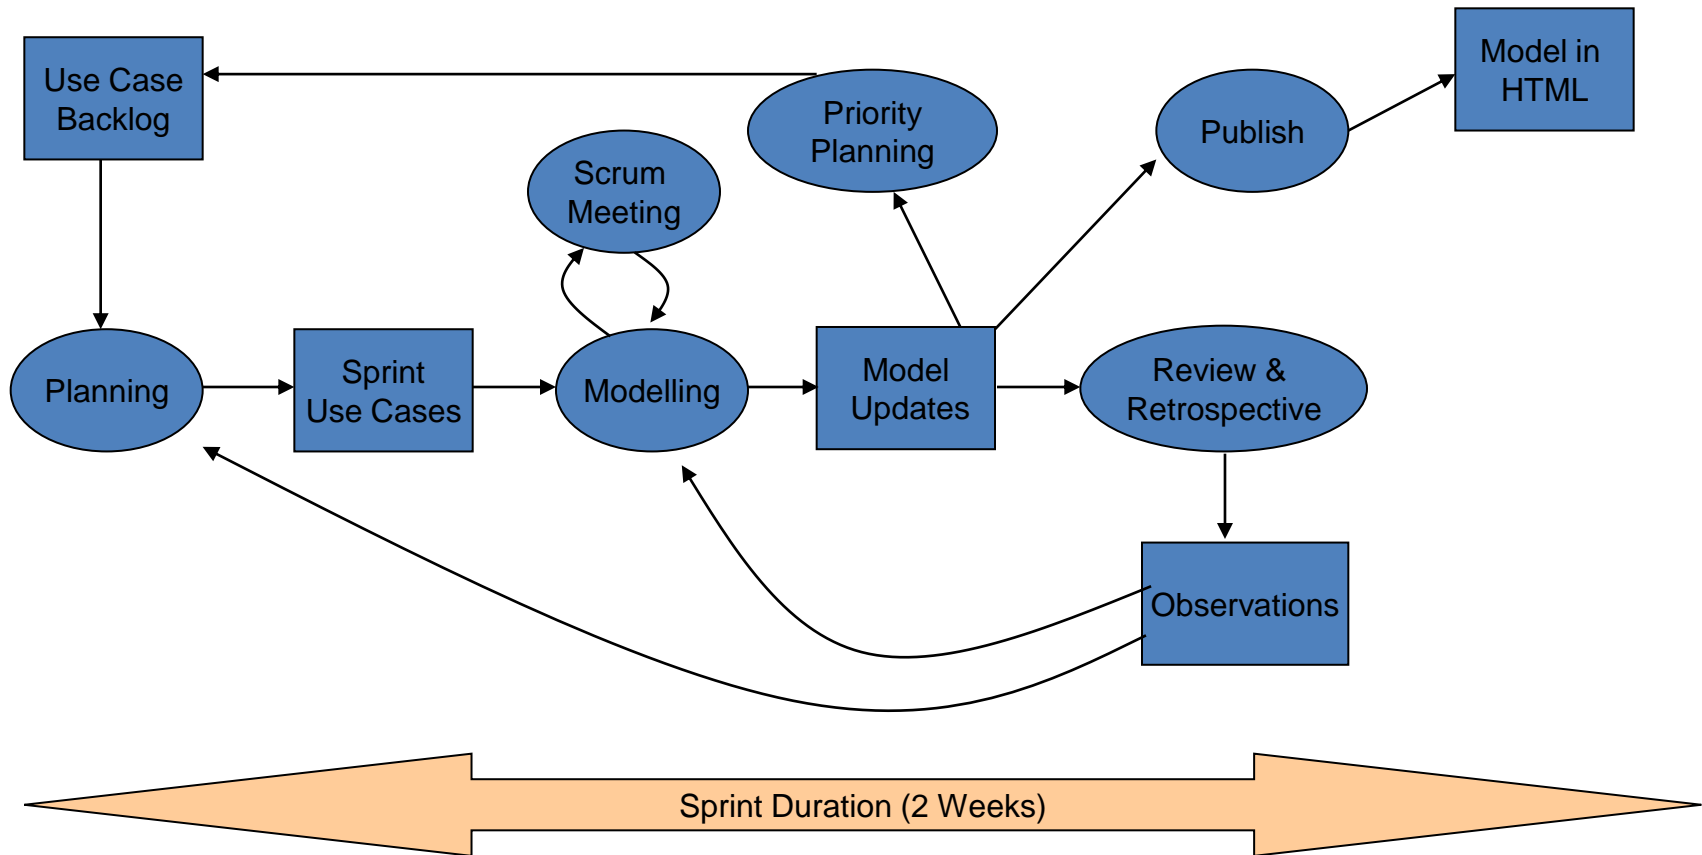 Use Case
Backlog
Scrum
Meeting
Priority
Planning
Publish
Model in
HTML
Planning
Sprint
Use Cases
Modelling
Model
Updates
Review &
Retrospective
Observations
Sprint Duration (2 Weeks)